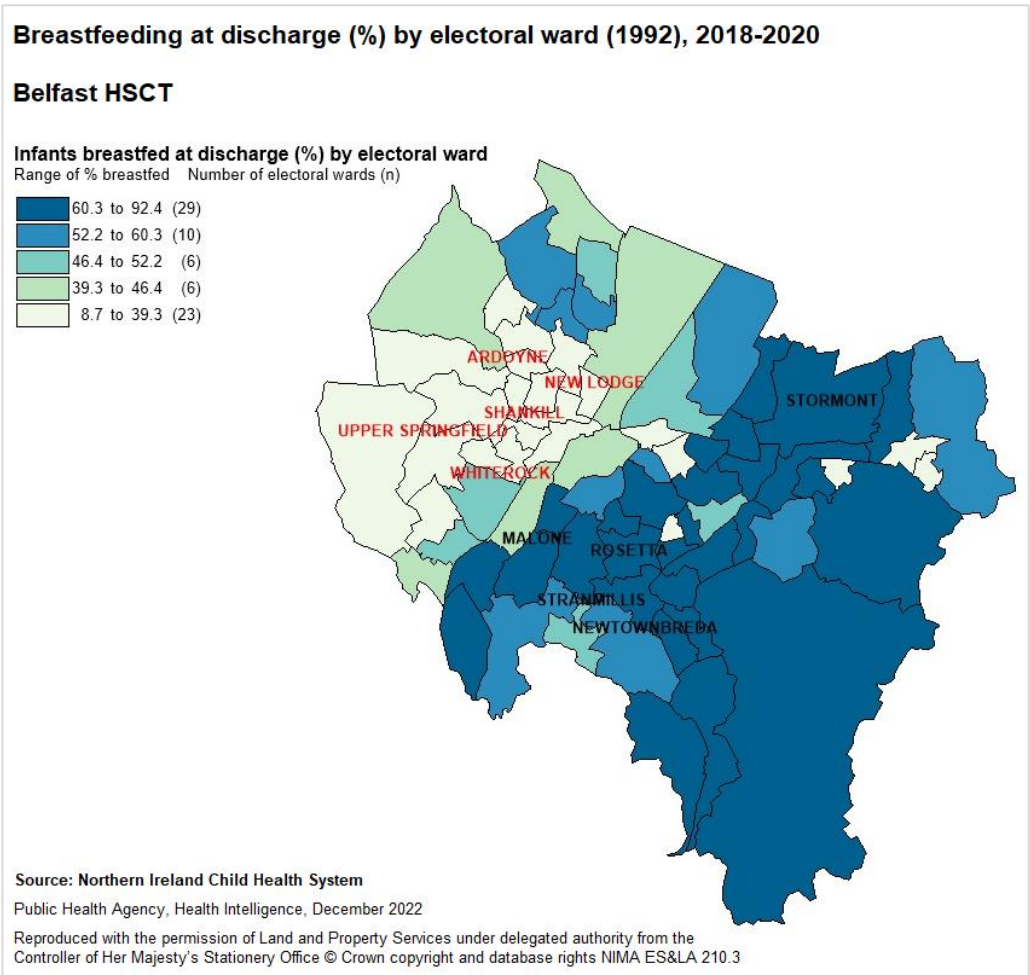 Breastfeeding at discharge (%) by electoral ward (1992), 2018-2020
Belfast HSCT
Infants breastfed at discharge (%) by electoral ward
Range of % breastfed Number of electoral wards (n)
60.3 to 92.4 (29)
52.2 to 60.3 (10)
46.4 to 52.2 (6)
39.3 to 46.4 (6)
8.7 to 39.3 (23)
ARDOYNE
NEW LODGE
STORMONT
SHANKILL
UPPER SPRINGFIELD
WHITEROCK
MALONE
ROSETTA
STRANMILLIS
NEWTOWNBREDA
Source: Northern Ireland Child Health System
Public Health Agency, Health Intelligence, December 2022
Reproduced with the permission of Land and Property Services under delegated authority from the
Controller of Her Majesty's Stationery Office © Crown copyright and database rights NIMA ES&LA 210.3